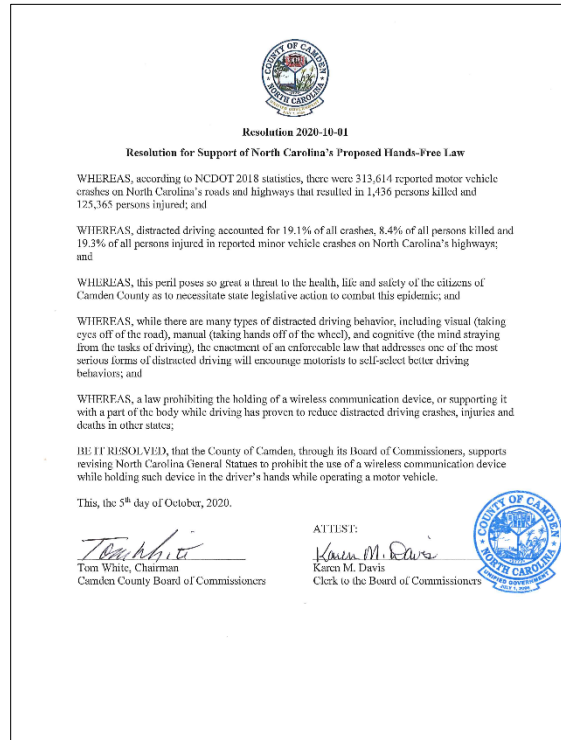 COUNTY OF CAMDEN
NORTH CAROLINA
Resolution 2020-10-01
Resolution for Support of North Carolina's Proposed Hands-Free Law
WHEREAS, according to NCDOT 2018 statistics, there were 313,614 reported motor vehicle
crashes on North Carolina's roads and highways that resulted in 1,436 persons killed and
125,365 persons injured; and
WHEREAS, distracted driving accounted for 19.1% of all crashes, 8.4% of all persons killed and
19.3% of all persons injured in reported minor vehicle crashes on North Carolina's highways;
and
WHEREAS, this peril poses so great a threat to the health, life and safety of the citizens of
Camden County as to necessitate state legislative action to combat this epidemic; and
WHEREAS, while there are many types of distracted driving behavior, including visual (taking
eyes off of the road), manual (taking hands off of the wheel), and cognitive (the mind straying
from the tasks of driving), the enactment of an enforceable law that addresses one of the most
serious forms of distracted driving will encourage motorists to self-select better driving
behaviors; and
WHEREAS, a law prohibiting the holding of a wireless communication device, or supporting it
with a part of the body while driving has proven to reduce distracted driving crashes, injuries and
deaths in other states;
BE IT RESOLVED, that the County of Camden, through its Board of Commissioners, supports
revising North Carolina General Statues to prohibit the use of a wireless communication device
while holding such device in the driver's hands while operating a motor vehicle.
This, the 5th day of October, 2020.
ATTEST:
Tom White
Karen M. Davis
Tom White, Chairman
Karen M. Davis
Camden County Board of Commissioners
Clerk to the Board of Commissioners
COUNTY OF CAMDEN
NORTH CAROLINA
UNIFIED GOVERNMENT
JULY 1, 2006